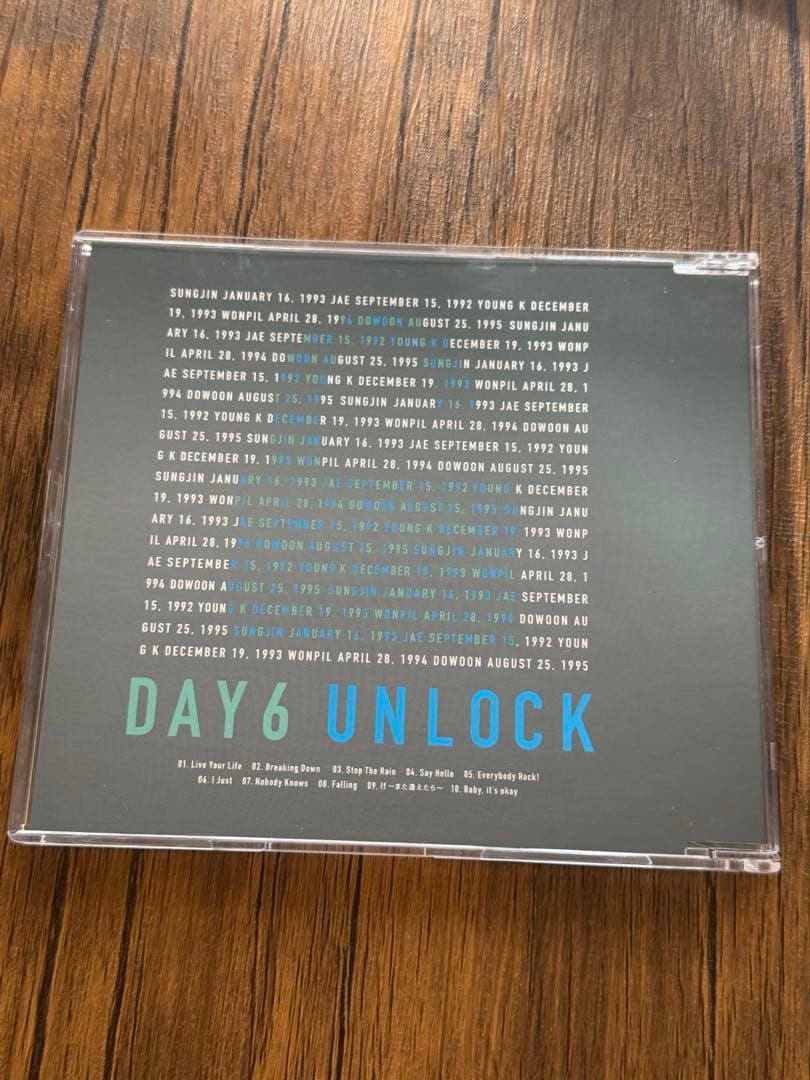 SUNGJIN JANUARY 16. 1993 JAE SEPTEMBER 15. 1992 YOUNG K DECEMBER
19. 1993 WONPIL APRIL 28. 1994 DOWOON AUGUST 25. 1995 SUNGJIN JANU
ARY 16. 1993 JAE SEPTEMBER 15. 1992 YOUNG K DECEMBER 19. 1993 WONP
IL APRIL 28. 1994 DOWOON AUGUST 25. 1995 SUNGJIN JANUARY 16. 1993 J
AE SEPTEMBER 15. 1992 YOUNG K DECEMBER 19. 1993 WONPIL APRIL 28. 1
994 DOWOON AUGUST 25. 1995 SUNGJIN JANUARY 16. 1993 JAE SEPTEMBER
15. 1992 YOUNG K DECEMBER 19. 1993 WONPIL APRIL 28. 1994 DOWOON AU
GUST 25. 1995 SUNGJIN JANUARY 16. 1993 JAE SEPTEMBER 15. 1992 YOUN
G K DECEMBER 19. 1993 WONPIL APRIL 28. 1994 DOWOON AUGUST 25. 1995
SUNGJIN JANUARY 16. 1993 JAE SEPTEMBER 15. 1992 YOUNG K DECEMBER
19. 1993 WONPIL APRIL 28. 1994 DOWOON AUGUST 25. 1995 SUNGJIN JANU
ARY 16. 1993 JAE SEPTEMBER 15. 1992 YOUNG K DECEMBER 19. 1993 WONP
IL APRIL 28. 1994 DOWOON AUGUST 25. 1995 SUNGJIN JANUARY 16. 1993 J
AE SEPTEMBER 15. 1992 YOUNG K DECEMBER 19. 1993 WONPIL APRIL 28. 1
994 DOWOON AUGUST 25. 1995 SUNGJIN JANUARY 16. 1993 JAE SEPTEMBER
15. 1992 YOUNG K DECEMBER 19. 1993 WONPIL APRIL 28. 1994 DOWOON AU
GUST 25. 1995 SUNGJIN JANUARY 16. 1993 JAE SEPTEMBER 15. 1992 YOUN
G K DECEMBER 19. 1993 WONPIL APRIL 28. 1994 DOWOON AUGUST 25. 1995
DAY6 UNLOCK
01. Live Your Life 02. Breaking Down 03. Stop The Rain 04. Say Hello 05. Everybody Rock!
06. I Just 07. Nobody Knows 08. Falling 09. If ～また逢えたら～ 10. Baby, it's okay